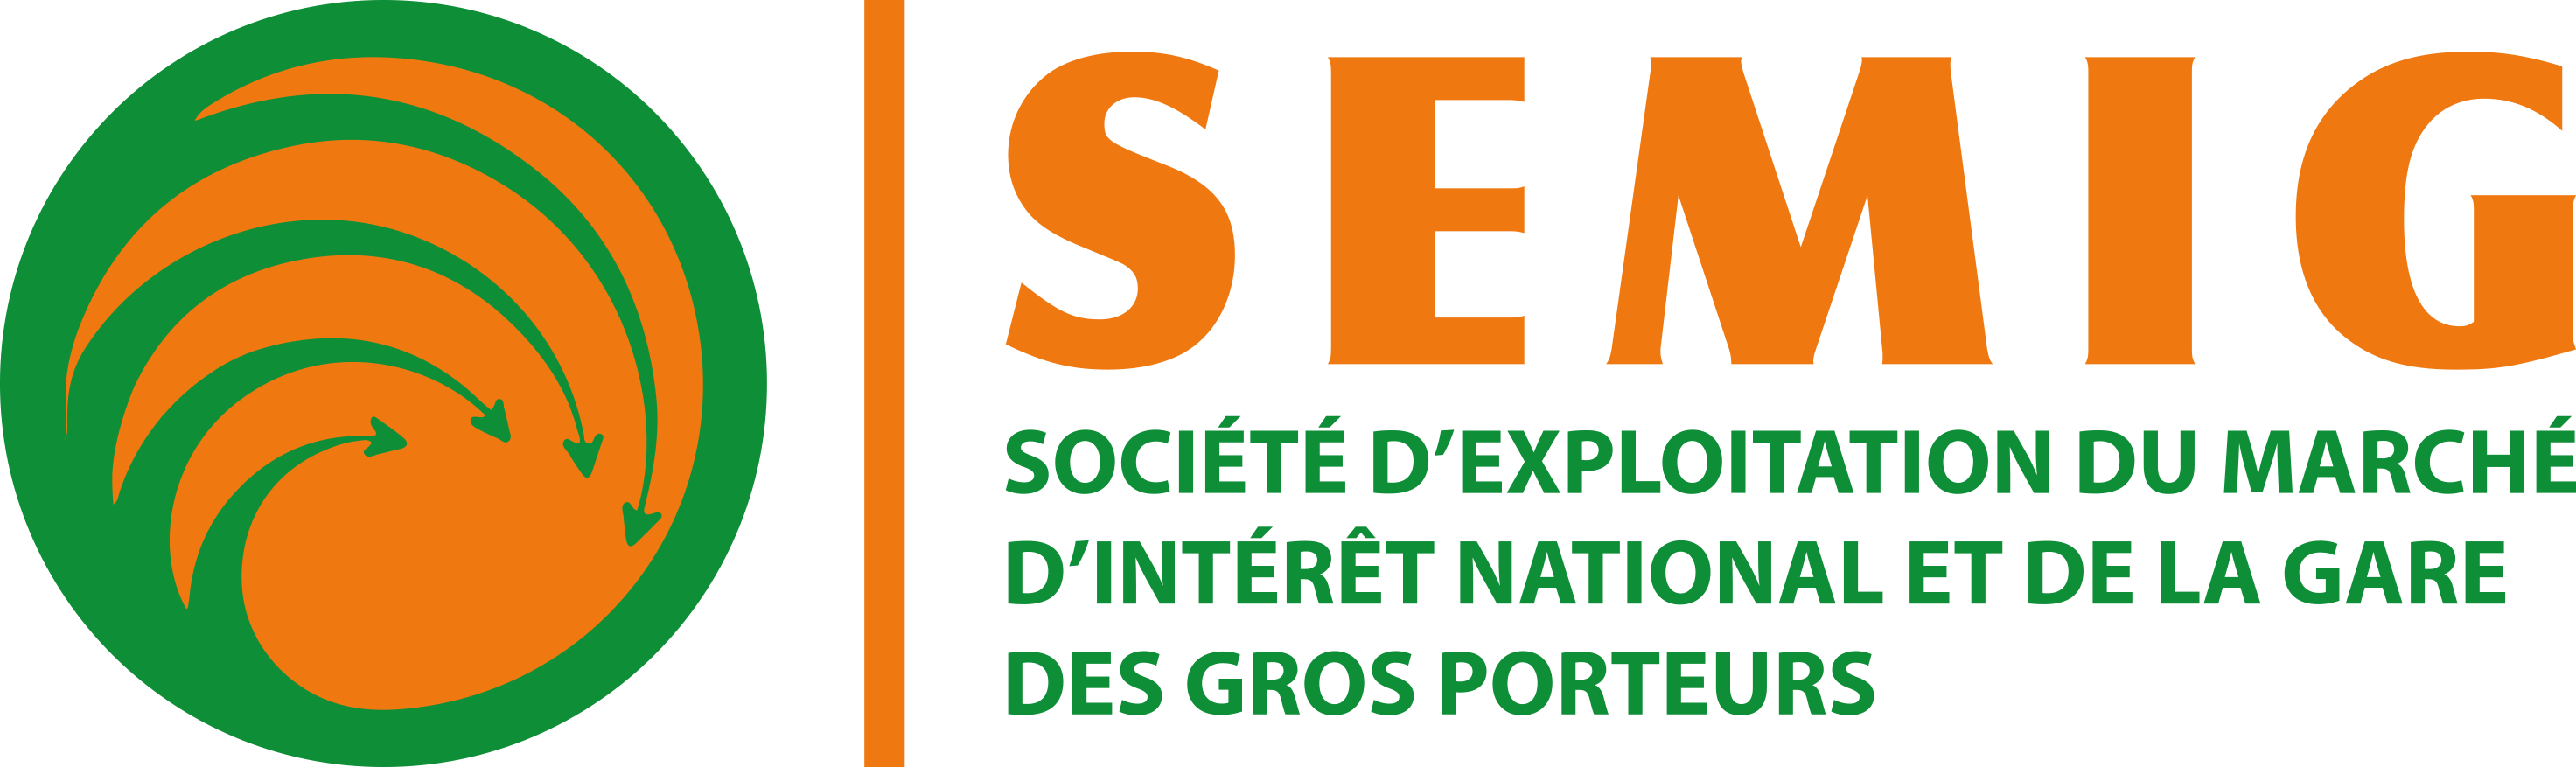 SEMIG
SOCIÉTÉ D’EXPLOITATION DU MARCHÉ
D’INTÉRÊT NATIONAL ET DE LA GARE
DES GROS PORTEURS